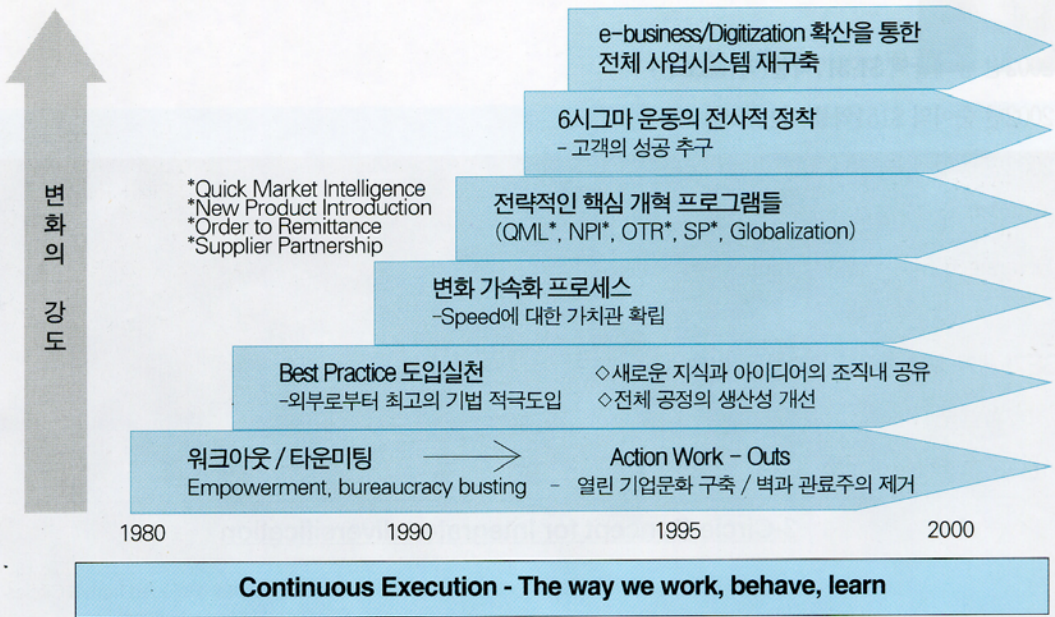 e-business/Digitization 확산을 통한
전체 사업시스템 재구축
6시그마 운동의 전사적 정착
- 고객의 성공 추구
*Quick Market Intelligence
*New Product Introduction
*Order to Remittance
*Supplier Partnership
전략적인 핵심 개혁 프로그램들
(QML*, NPI*, OTR*, SP*, Globalization)
변화 가속화 프로세스
-Speed에 대한 가치관 확립
변화의 강도
Best Practice 도입실천
-외부로부터 최고의 기법 적극도입
◇새로운 지식과 아이디어의 조직내 공유
◇전체 공정의 생산성 개선
워크아웃 / 타운미팅
Action Work - Outs
Empowerment, bureaucracy busting - 열린 기업문화 구축 / 벽과 관료주의 제거
1980 1990 1995 2000
Continuous Execution - The way we work, behave, learn